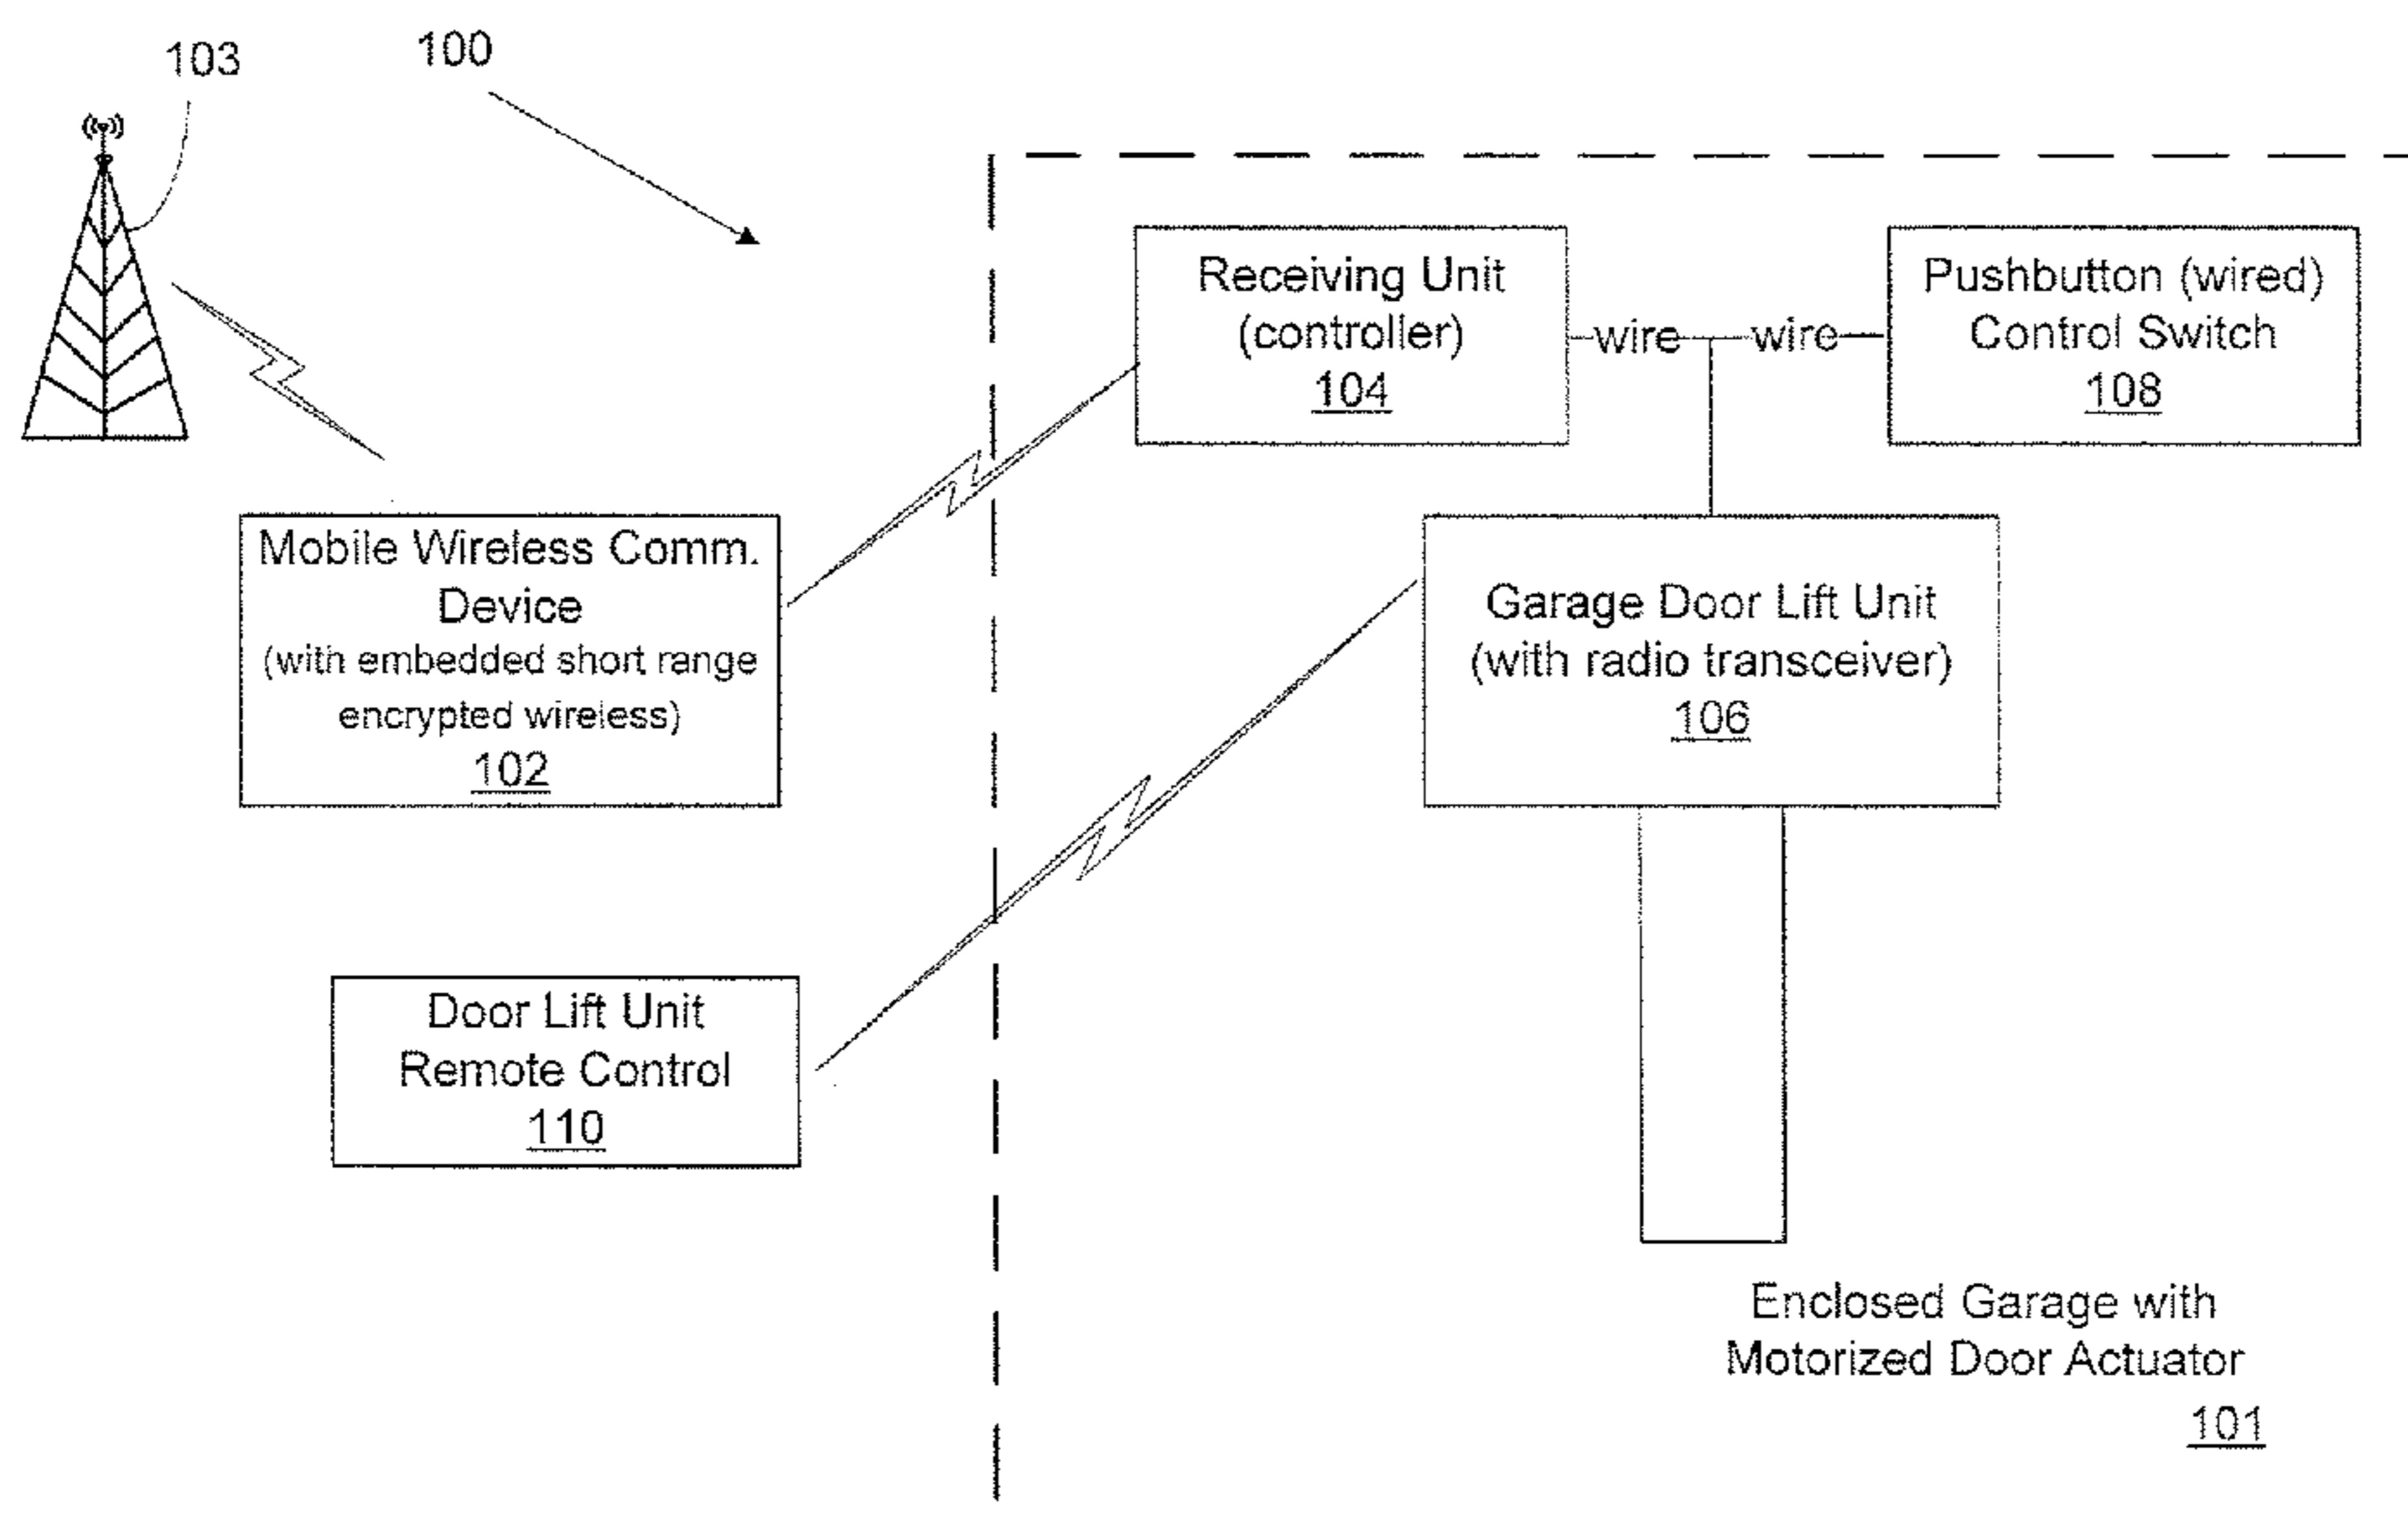 103
100
Receiving Unit
(controller)
104
wire
wire
Pushbutton (wired)
Control Switch
108
Mobile Wireless Comm.
Device
(with embedded short range
encrypted wireless)
102
Garage Door Lift Unit
(with radio transceiver)
106
Door Lift Unit
Remote Control
110
Enclosed Garage with
Motorized Door Actuator
101